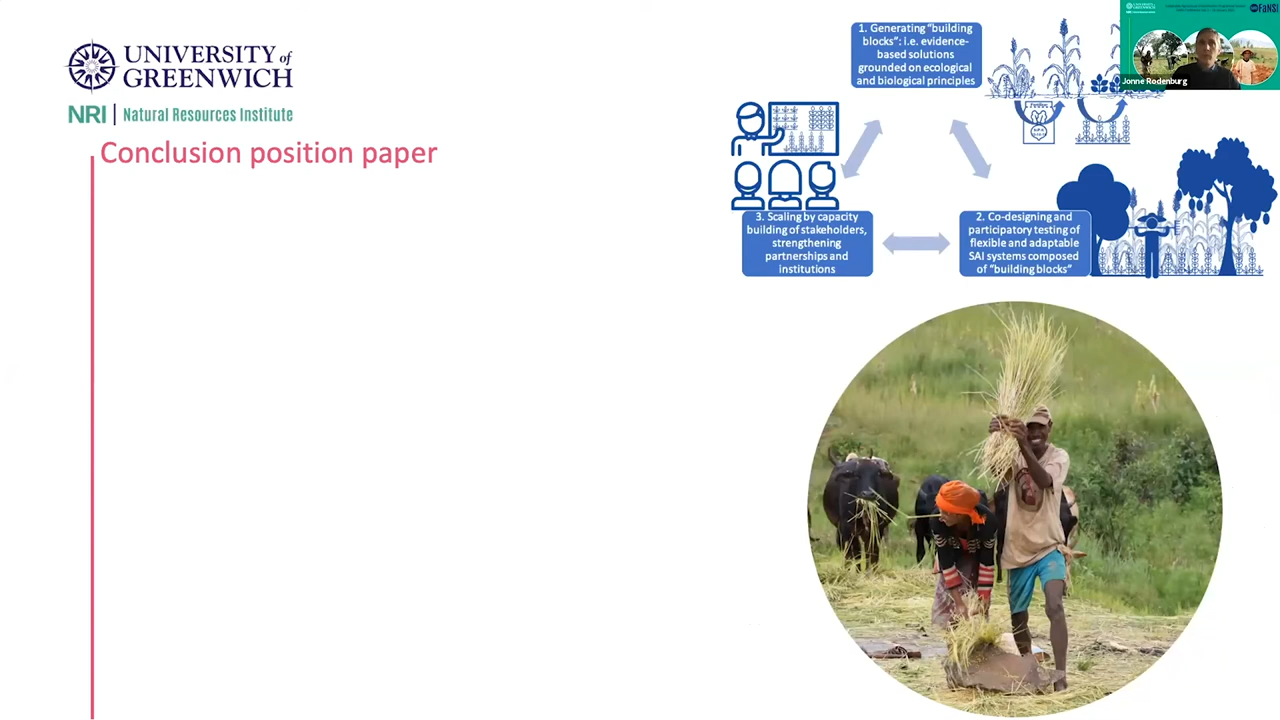 UNIVERSITY of
GREENWICH
NRI | Natural Resources Institute
Conclusion position paper
1. Generating "building
blocks": i.e. evidence-
based solutions
grounded on ecological
and biological principles
3. Scaling by capacity
building of stakeholders,
strengthening
partnerships and
institutions
2. Co-designing and
participatory testing of
flexible and adaptable
SAI systems composed
of "building blocks"
FaNSI
Jonne Rodenburg